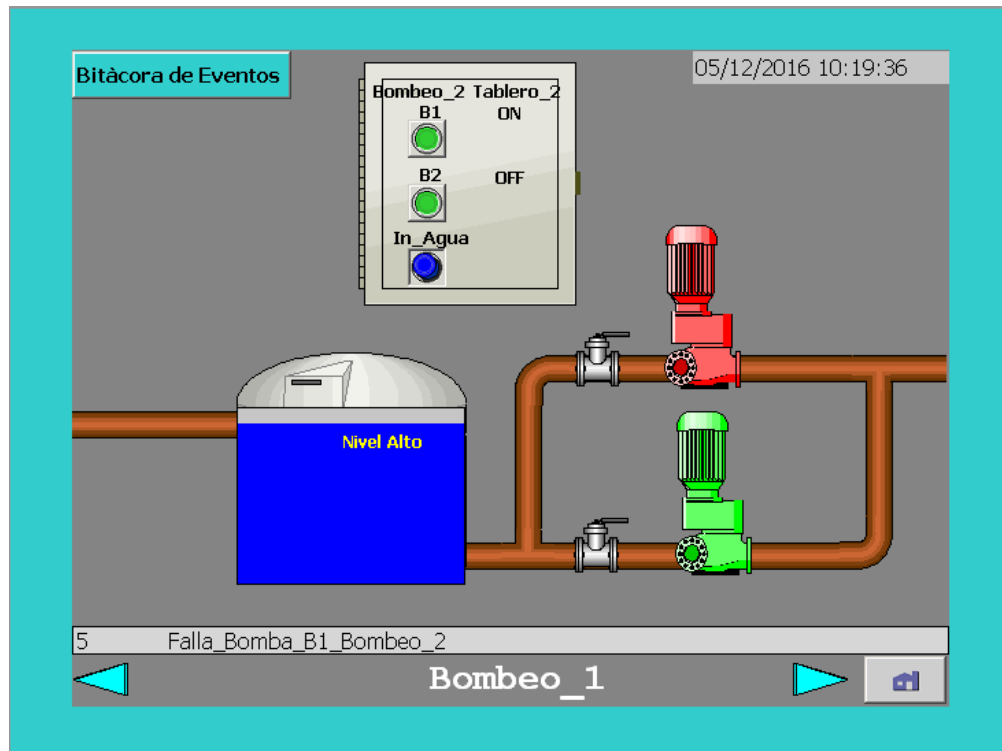 Bitàcora de Eventos
05/12/2016 10:19:36
Bombeo_2 Tablero_2
B1 ON
B2 OFF
In_Agua
Nivel Alto
5 Falla_Bomba_B1_Bombeo_2
Bombeo_1